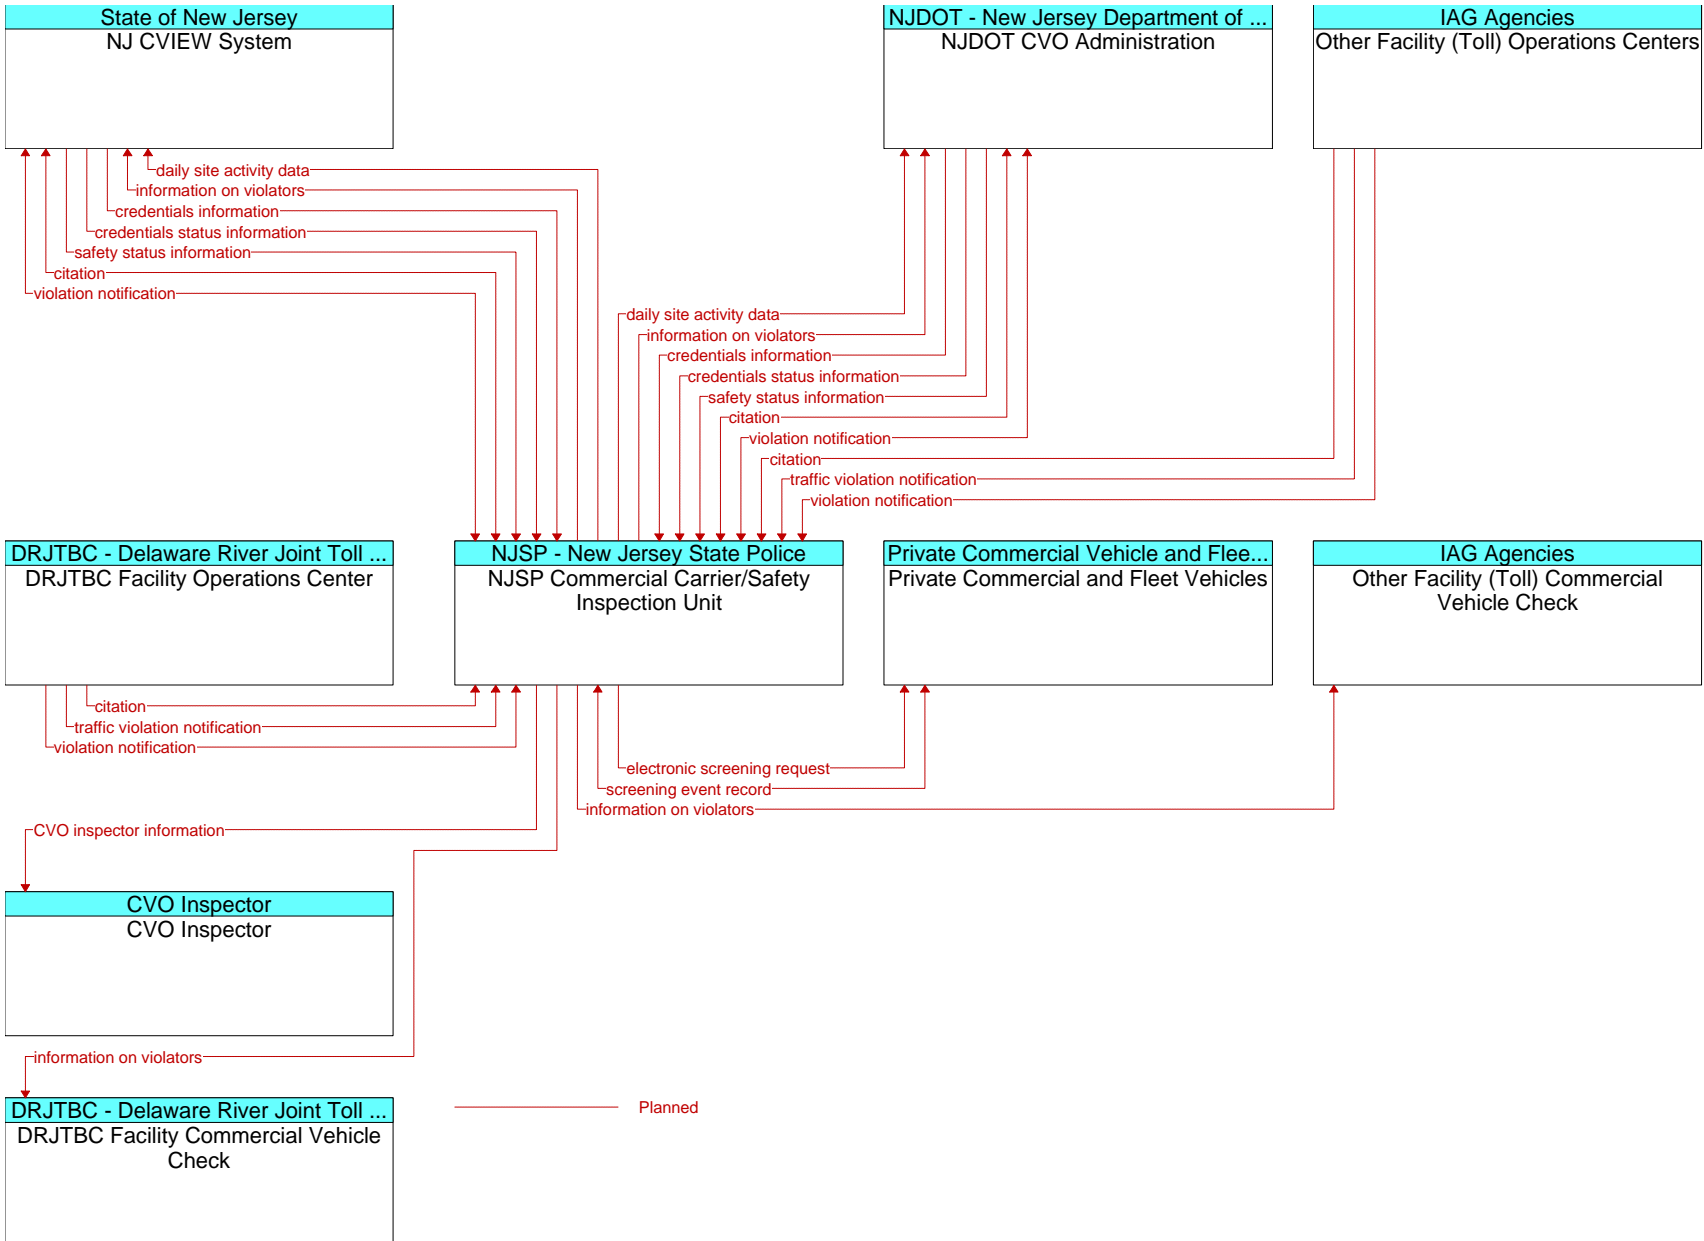 State of New Jersey
NJ CVIEW System
NJDOT - New Jersey Department of ...
NJDOT CVO Administration
IAG Agencies
Other Facility (Toll) Operations Centers
daily site activity data
information on violators
credentials information
credentials status information
safety status information
citation
violation notification
daily site activity data
information on violators
credentials information
credentials status information
safety status information
citation
violation notification
citation
traffic violation notification
violation notification
DRJTBC - Delaware River Joint Toll ...
DRJTBC Facility Operations Center
NJSP - New Jersey State Police
NJSP Commercial Carrier/Safety
Inspection Unit
Private Commercial Vehicle and Flee...
Private Commercial and Fleet Vehicles
IAG Agencies
Other Facility (Toll) Commercial
Vehicle Check
citation
traffic violation notification
violation notification
electronic screening request
screening event record
information on violators
CVO inspector information
CVO Inspector
CVO Inspector
information on violators
DRJTBC - Delaware River Joint Toll ...
DRJTBC Facility Commercial Vehicle
Check
Planned